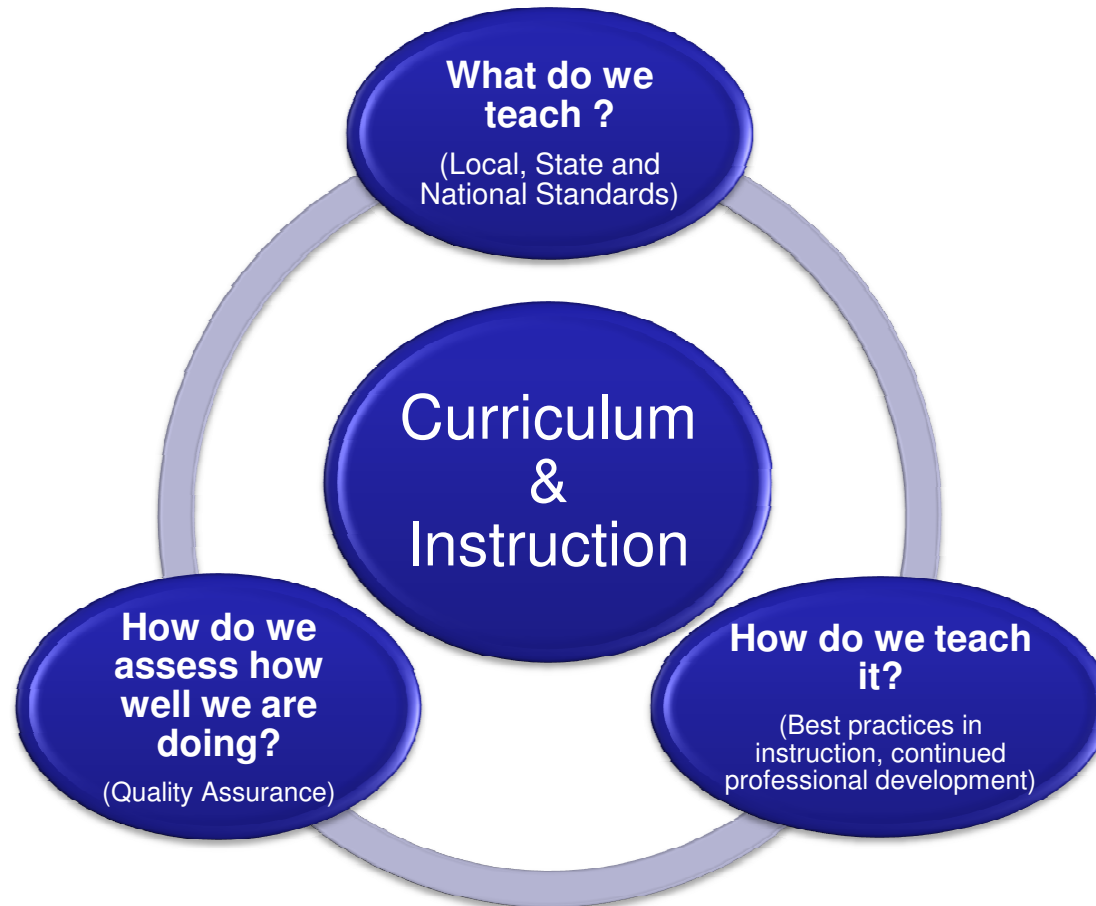 What do we
teach ?
(Local, State and
National Standards)
Curriculum
&
Instruction
How do we
assess how
well we are
doing?
(Quality Assurance)
How do we teach
it?
(Best practices in
instruction, continued
professional development)